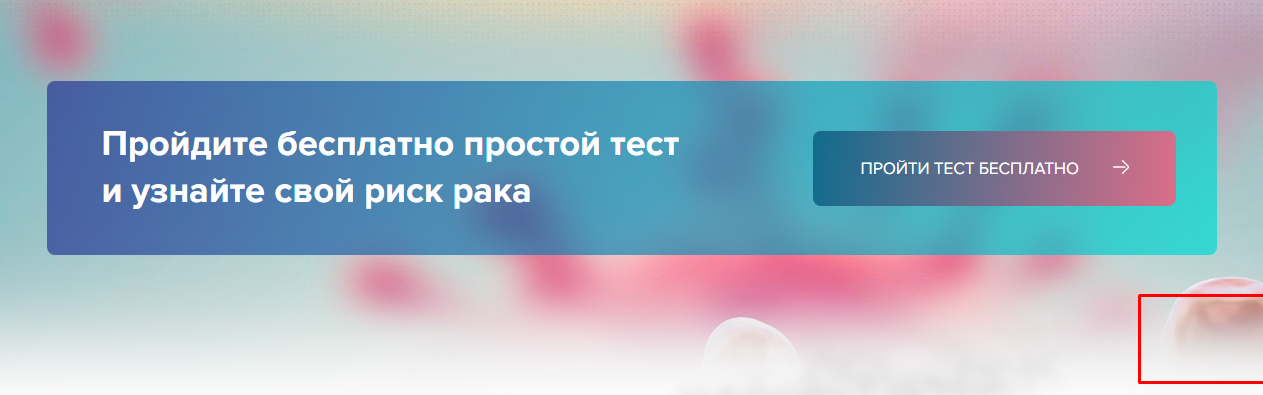 Пройдите бесплатно простой тест
и узнайте свой риск рака
ПРОЙТИ ТЕСТ БЕСПЛАТНО